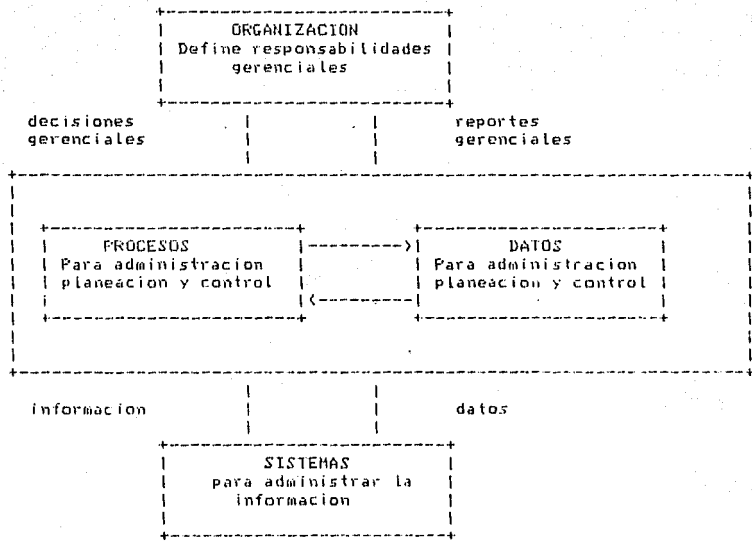 ORGANIZACION
Define responsabilidades
gerenciales
decisiones
gerenciales
reportes
gerenciales
PROCESOS
Para administracion
planeacion y control
DATOS
Para administracion
planeacion y control
informacion
datos
SISTEMAS
para administrar la
informacion